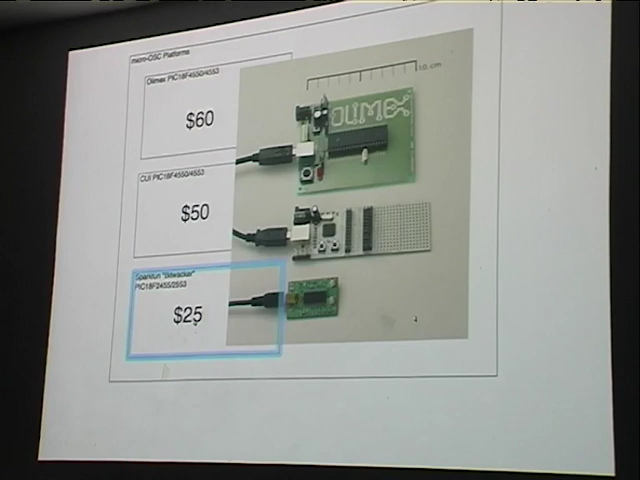 micro-OSC Platforms
Olimex PIC18F4550/4553
$60
10. cm
OLIMEX
CUI PIC18F4550/4553
$50
Sparkfun "Bitwacker"
PIC18F2455/2553
$25